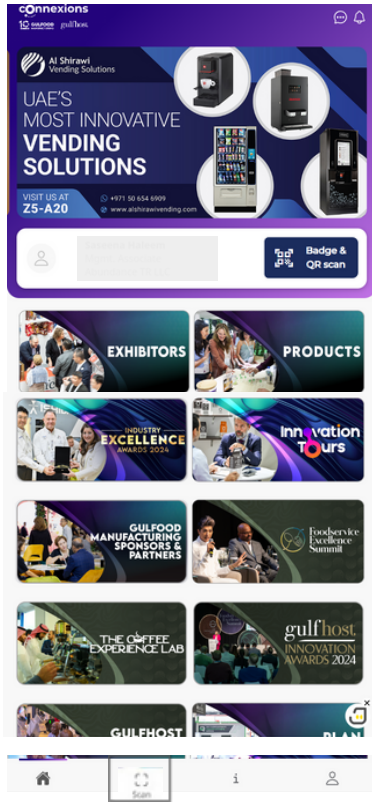 connexions
10 GULFOOD gulfhost
Al Shirawi
Vending Solutions
UAE'S
MOST INNOVATIVE
VENDING
SOLUTIONS
VISIT US AT
Z5-A20
+971 50 654 6909
www.alshirawivending.com
Badge &
QR scan
EXHIBITORS
PRODUCTS
INDUSTRY
EXCELLENCE
AWARDS 2024
Innovation
Tours
GULFOOD
MANUFACTURING
SPONSORS &
PARTNERS
Foodservice
Excellence
Summit
THE COFFEE
EXPERIENCE LAB
gulfhost
INNOVATION
AWARDS 2024
GULFHOST
PLAN
Scan